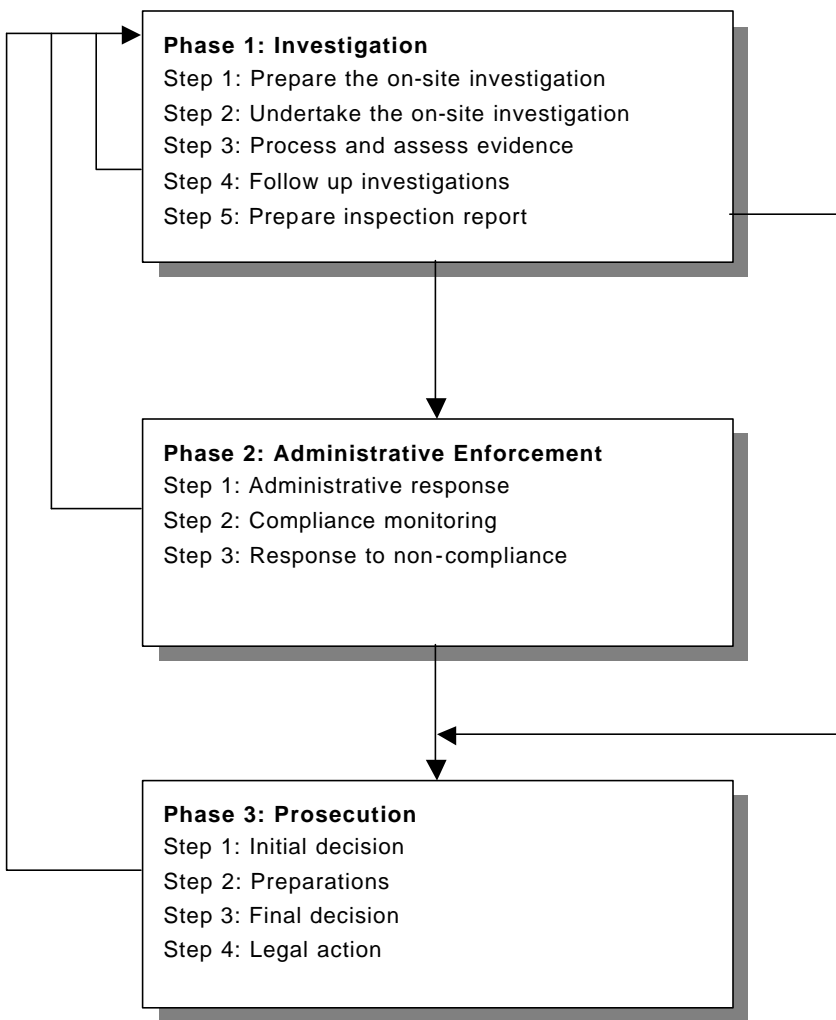 Phase 1: Investigation
Step 1: Prepare the on-site investigation
Step 2: Undertake the on-site investigation
Step 3: Process and assess evidence
Step 4: Follow up investigations
Step 5: Prepare inspection report
Phase 2: Administrative Enforcement
Step 1: Administrative response
Step 2: Compliance monitoring
Step 3: Response to non-compliance
Phase 3: Prosecution
Step 1: Initial decision
Step 2: Preparations
Step 3: Final decision
Step 4: Legal action